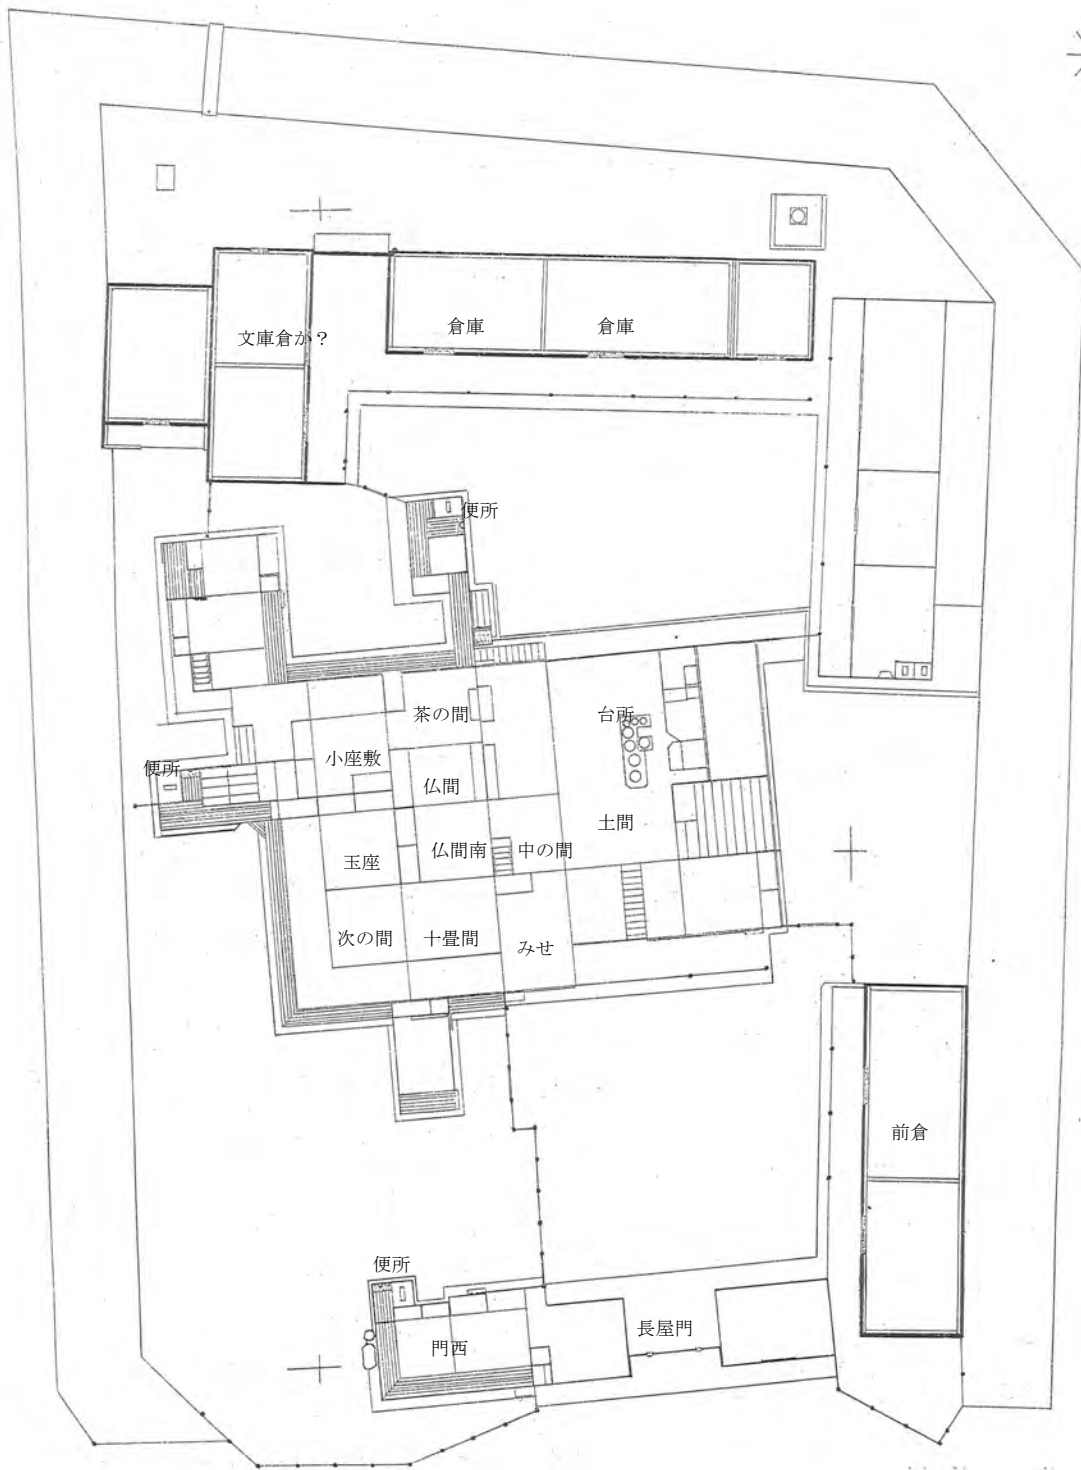 文庫倉か？
倉庫
倉庫
便所
茶の間
台所
小座敷
便所
仏間
土間
玉座
仏間南
中の間
次の間
十畳間
みせ
前倉
便所
長屋門
門西